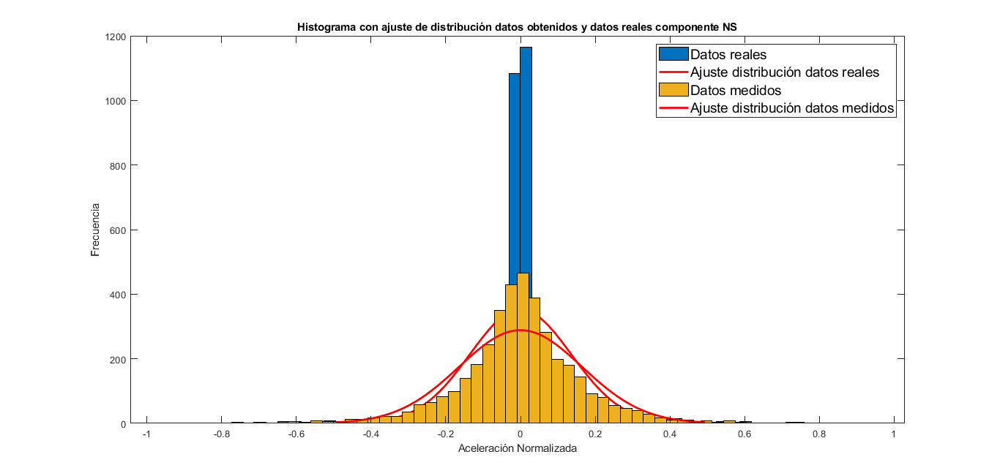 Histograma con ajuste de distribución datos obtenidos y datos reales componente NS
1200
1000
800
600
400
200
0
Frecuencia
Datos reales
Ajuste distribución datos reales
Datos medidos
Ajuste distribución datos medidos
-1 -0.8 -0.6 -0.4 -0.2 0 0.2 0.4 0.6 0.8 1
Aceleración Normalizada